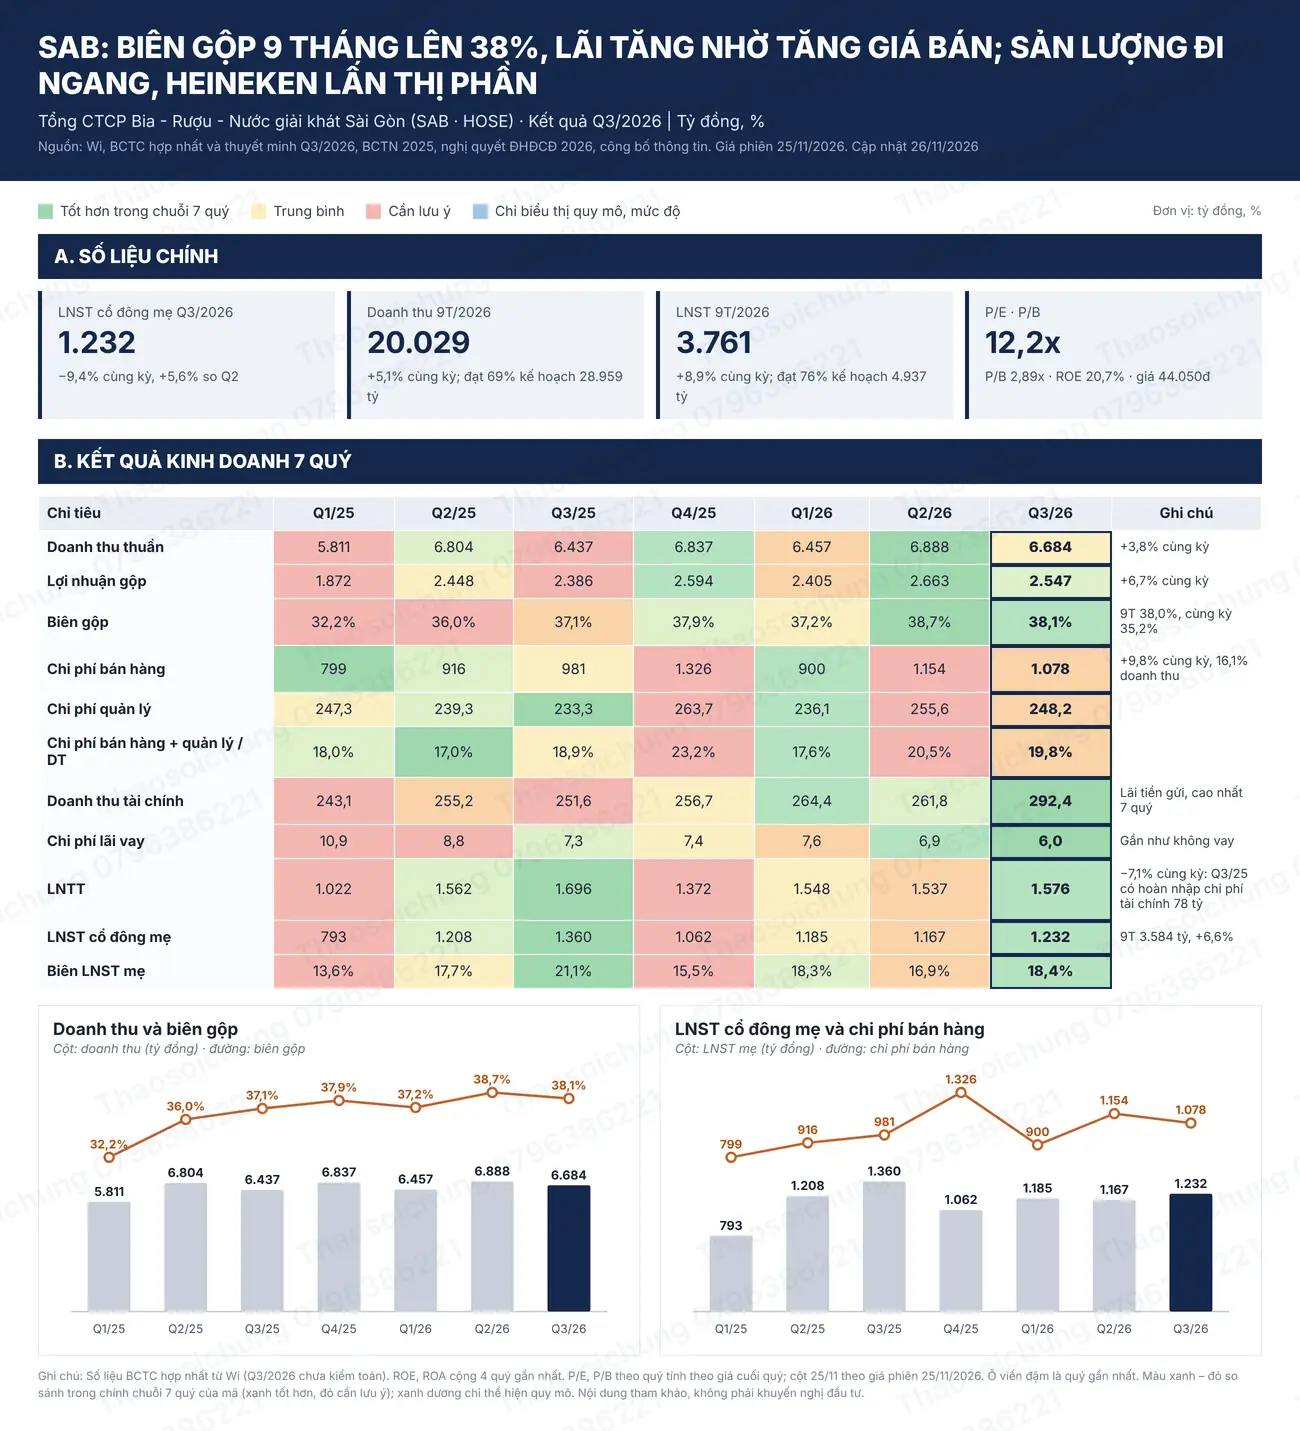 SAB: BIÊN GỘP 9 THÁNG LÊN 38%, LÃI TĂNG NHỜ TĂNG GIÁ BÁN; SẢN LƯỢNG ĐI
NGANG, HEINEKEN LẤN THỊ PHẦN
Tổng CTCP Bia - Rượu - Nước giải khát Sài Gòn (SAB · HOSE) · Kết quả Q3/2026 | Tỷ đồng, %
Nguồn: Wi, BCTC hợp nhất và thuyết minh Q3/2026, BCTN 2025, nghị quyết ĐHĐCĐ 2026, công bố thông tin. Giá phiên 25/11/2026. Cập nhật 26/11/2026
Tốt hơn trong chuỗi 7 quý Trung bình Cần lưu ý Chỉ biểu thị quy mô, mức độ Đơn vị: tỷ đồng, %
A. SỐ LIỆU CHÍNH
LNST cổ đông mẹ Q3/2026
1.232
−9,4% cùng kỳ, +5,6% so Q2
Doanh thu 9T/2026
20.029
+5,1% cùng kỳ; đạt 69% kế hoạch 28.959
tỷ
LNST 9T/2026
3.761
+8,9% cùng kỳ; đạt 76% kế hoạch 4.937
tỷ
P/E · P/B
12,2x
P/B 2,89x · ROE 20,7% · giá 44.050đ
B. KẾT QUẢ KINH DOANH 7 QUÝ
Chỉ tiêu Q1/25 Q2/25 Q3/25 Q4/25 Q1/26 Q2/26 Q3/26 Ghi chú
Doanh thu thuần 5.811 6.804 6.437 6.837 6.457 6.888 6.684 +3,8% cùng kỳ
Lợi nhuận gộp 1.872 2.448 2.386 2.594 2.405 2.663 2.547 +6,7% cùng kỳ
Biên gộp 32,2% 36,0% 37,1% 37,9% 37,2% 38,7% 38,1% 9T 38,0%, cùng kỳ
35,2%
Chi phí bán hàng 799 916 981 1.326 900 1.154 1.078 +9,8% cùng kỳ, 16,1%
doanh thu
Chi phí quản lý 247,3 239,3 233,3 263,7 236,1 255,6 248,2
Chi phí bán hàng + quản lý /
DT 18,0% 17,0% 18,9% 23,2% 17,6% 20,5% 19,8%
Doanh thu tài chính 243,1 255,2 251,6 256,7 264,4 261,8 292,4 Lãi tiền gửi, cao nhất
7 quý
Chi phí lãi vay 10,9 8,8 7,3 7,4 7,6 6,9 6,0 Gần như không vay
LNTT 1.022 1.562 1.696 1.372 1.548 1.537 1.576 −7,1% cùng kỳ: Q3/25
có hoàn nhập chi phí
tài chính 78 tỷ
LNST cổ đông mẹ 793 1.208 1.360 1.062 1.185 1.167 1.232 9T 3.584 tỷ, +6,6%
Biên LNST mẹ 13,6% 17,7% 21,1% 15,5% 18,3% 16,9% 18,4%
Doanh thu và biên gộp
Cột: doanh thu (tỷ đồng) · đường: biên gộp
32,2% 36,0% 37,1% 37,9% 37,2% 38,7% 38,1%
5.811 6.804 6.437 6.837 6.457 6.888 6.684
Q1/25 Q2/25 Q3/25 Q4/25 Q1/26 Q2/26 Q3/26
LNST cổ đông mẹ và chi phí bán hàng
Cột: LNST mẹ (tỷ đồng) · đường: chi phí bán hàng
799 916 981 1.326 900 1.154 1.078
793 1.208 1.360 1.062 1.185 1.167 1.232
Q1/25 Q2/25 Q3/25 Q4/25 Q1/26 Q2/26 Q3/26
Ghi chú: Số liệu BCTC hợp nhất từ Wi (Q3/2026 chưa kiểm toán). ROE, ROA cộng 4 quý gần nhất. P/E, P/B theo quý tính theo giá cuối quý; cột 25/11 theo giá phiên 25/11/2026. Ô viền đậm là quý gần nhất. Màu xanh – đỏ so
sánh trong chính chuỗi 7 quý của mã (xanh tốt hơn, đỏ cần lưu ý); xanh dương chỉ thể hiện quy mô. Nội dung tham khảo, không phải khuyến nghị đầu tư.
Thaosoichung 0796386221